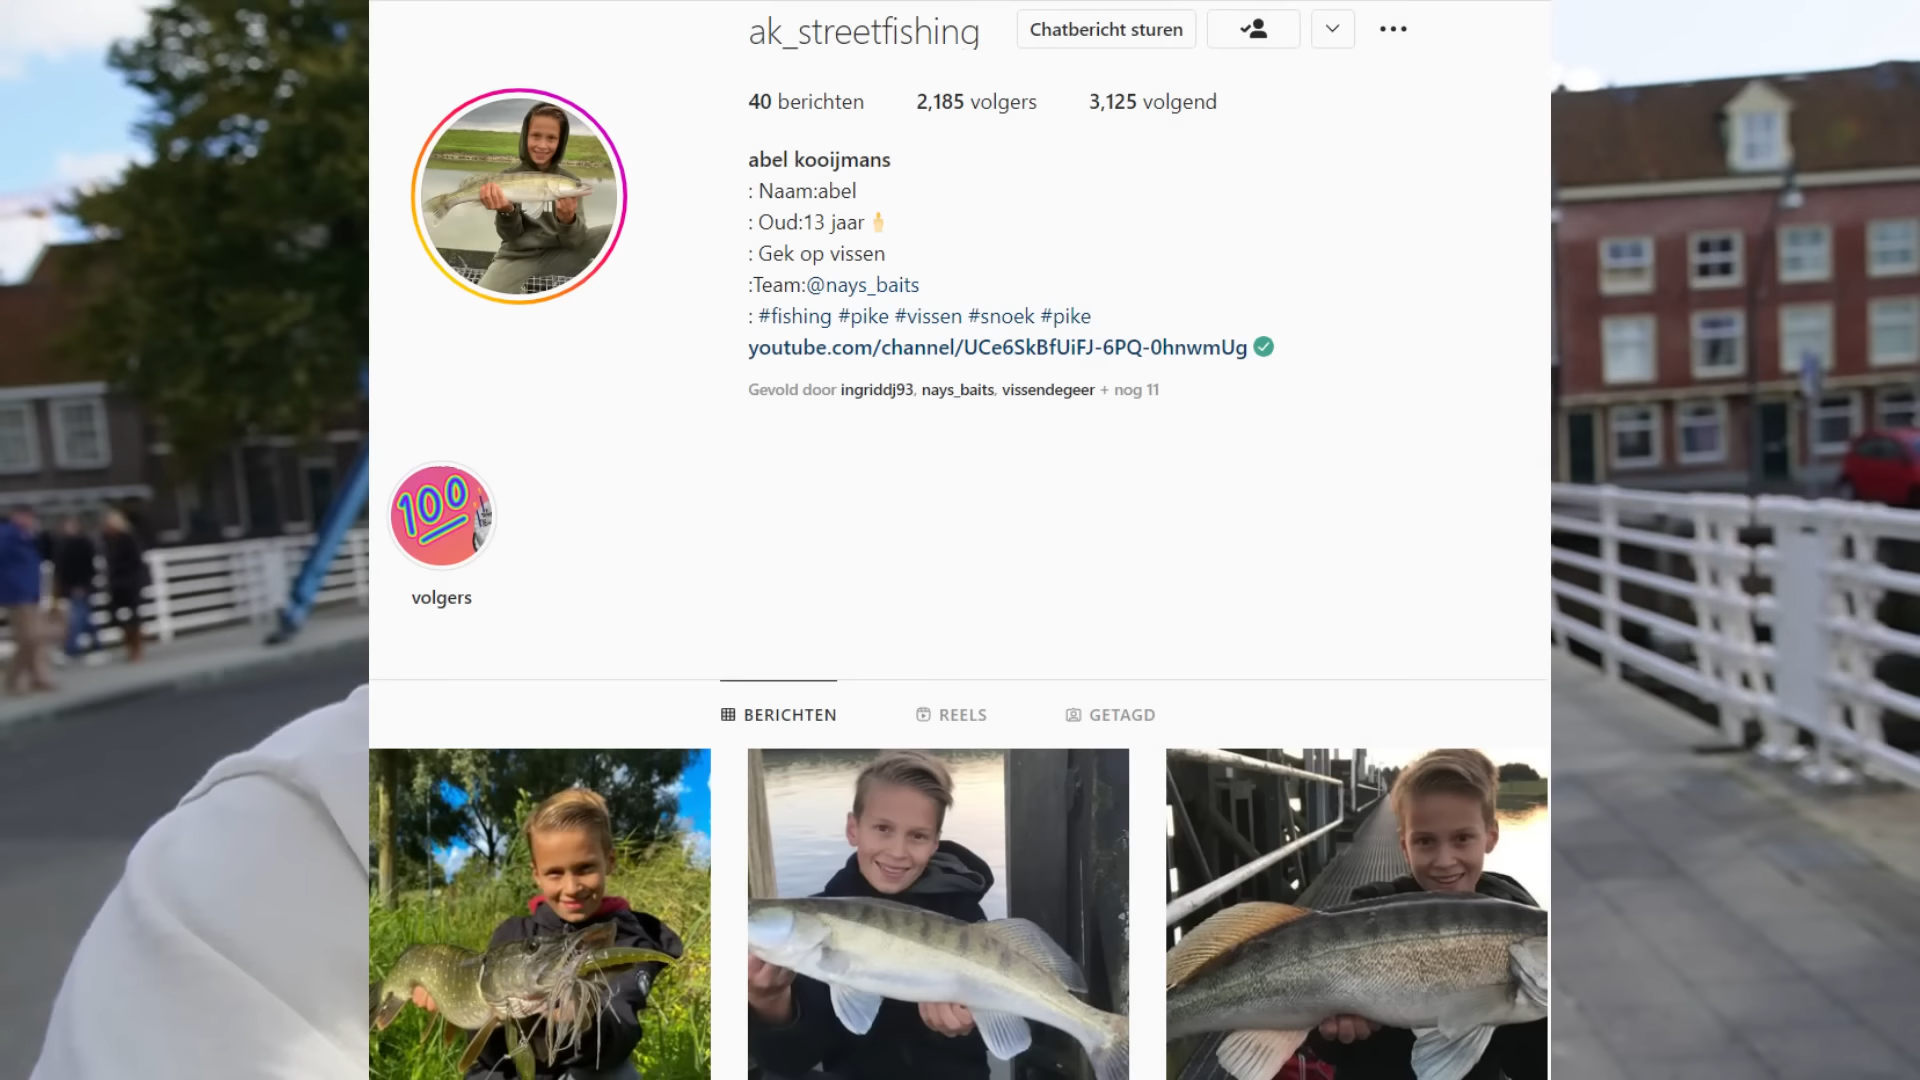 ak_streetfishing
Chatbericht sturen
40 berichten 2,185 volgers 3,125 volgend
abel kooijmans
: Naam:abel
: Oud:13 jaar
: Gek op vissen
:Team:@nays_baits
: #fishing #pike #vissen #snoek #pike
youtube.com/channel/UCe6SkBfUiFJ-6PQ-0hnwmUg
Gevold door ingriddj93, nays_baits, vissendegeer + nog 11
100
volgers
BERICHTEN REELS GETAGD